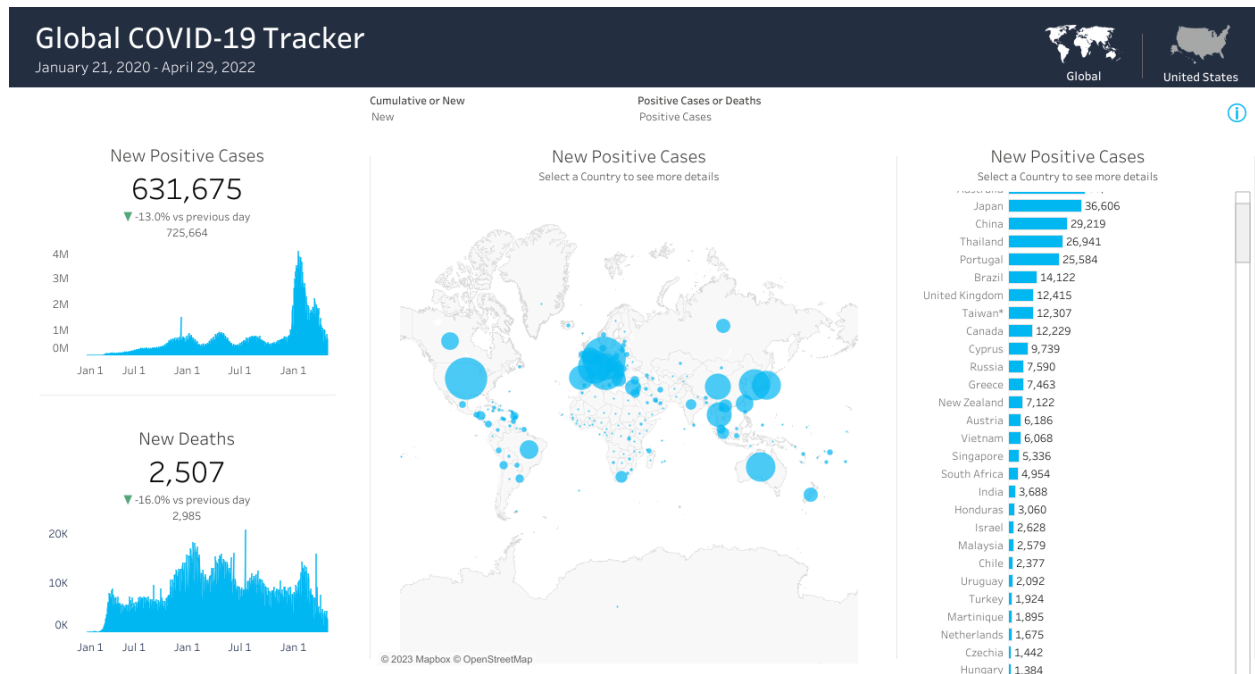 Global COVID-19 Tracker
January 21, 2020 - April 29, 2022
Global
United States
Cumulative or New
New
Positive Cases or Deaths
Positive Cases
New Positive Cases
631,675
-13.0% vs previous day
725,664
4M
3M
2M
1M
0M
Jan 1 Jul 1 Jan 1 Jul 1 Jan 1
New Deaths
2,507
-16.0% vs previous day
2,985
20K
10K
0K
Jan 1 Jul 1 Jan 1 Jul 1 Jan 1
New Positive Cases
Select a Country to see more details
© 2023 Mapbox © OpenStreetMap
New Positive Cases
Select a Country to see more details
Japan 36,606
China 29,219
Thailand 26,941
Portugal 25,584
Brazil 14,122
United Kingdom 12,415
Taiwan* 12,307
Canada 12,229
Cyprus 9,739
Russia 7,590
Greece 7,463
New Zealand 7,122
Austria 6,186
Vietnam 6,068
Singapore 5,336
South Africa 4,954
India 3,688
Honduras 3,060
Israel 2,628
Malaysia 2,579
Chile 2,377
Uruguay 2,092
Turkey 1,924
Martinique 1,895
Netherlands 1,675
Czechia 1,442
Hungary 1,384